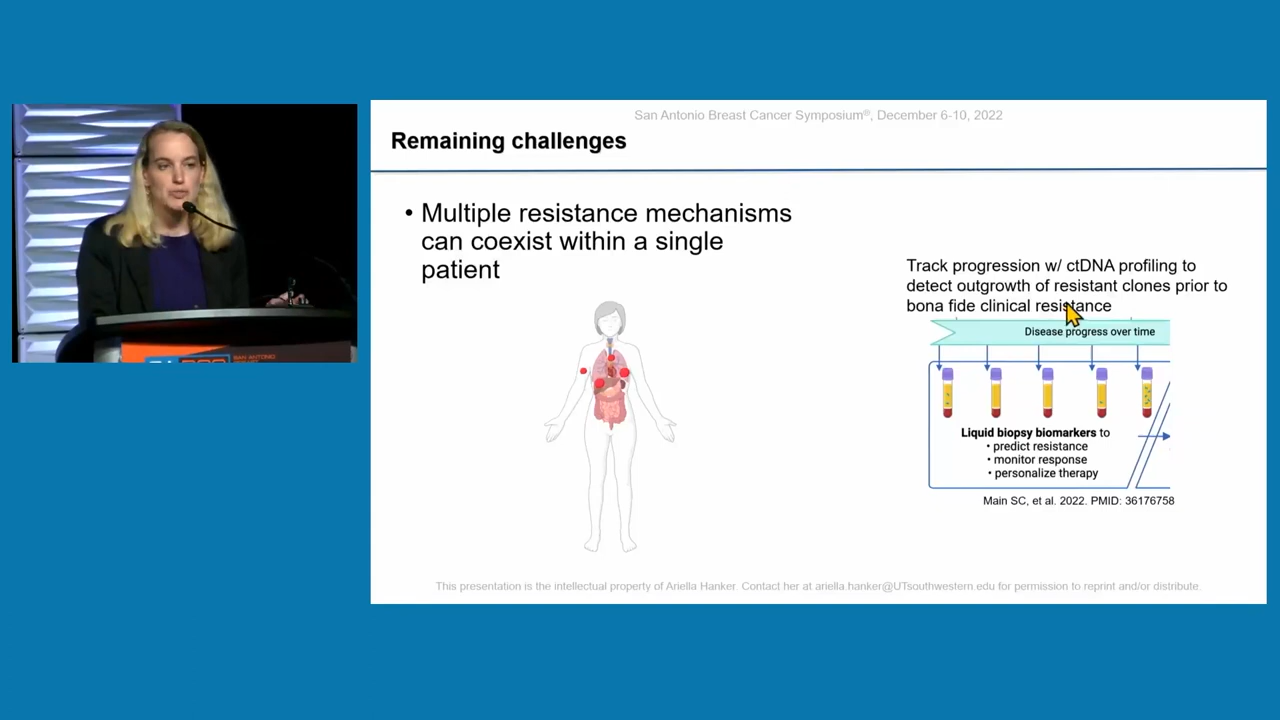 San Antonio Breast Cancer Symposium®, December 6-10, 2022
Remaining challenges
• Multiple resistance mechanisms
can coexist within a single
patient
Track progression w/ ctDNA profiling to
detect outgrowth of resistant clones prior to
bona fide clinical resistance
Disease progress over time
Liquid biopsy biomarkers to
• predict resistance
• monitor response
• personalize therapy
Main SC, et al. 2022. PMID: 36176758
This presentation is the intellectual property of Ariella Hanker. Contact her at ariella.hanker@UTsouthwestern.edu for permission to reprint and/or distribute.
SAN ANTONIO